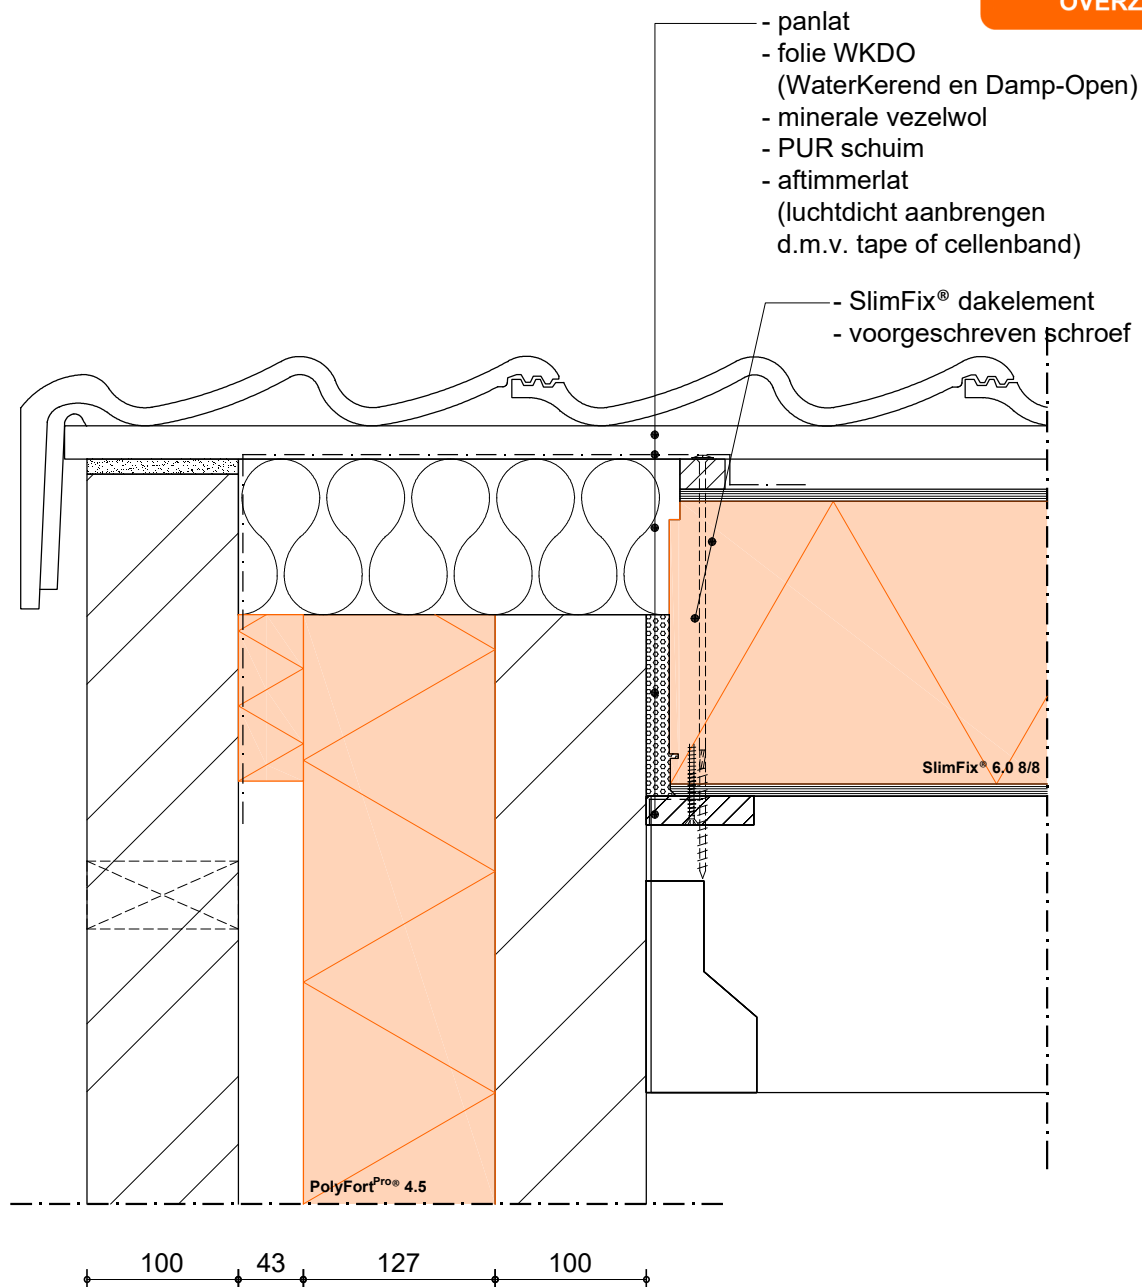 - panlat
- folie WKDO
(WaterKerend en Damp-Open)
- minerale vezelwol
- PUR schuim
- aftimmerlat
(luchtdicht aanbrengen
d.m.v. tape of cellenband)
- SlimFix® dakelement
- voorgeschreven schroef
SlimFix® 6.0 8/8
PolyFortPro® 4.5
100 43 127 100